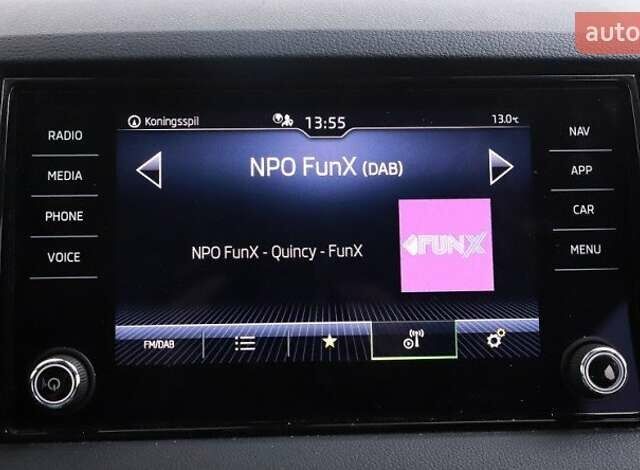 auto
RADIO
MEDIA
PHONE
VOICE
Koningsspil
13:55
13.0℃
NPO FunX (DAB)
NPO FunX - Quincy - FunX
FUNX
FM/DAB
NAV
APP
CAR
MENU